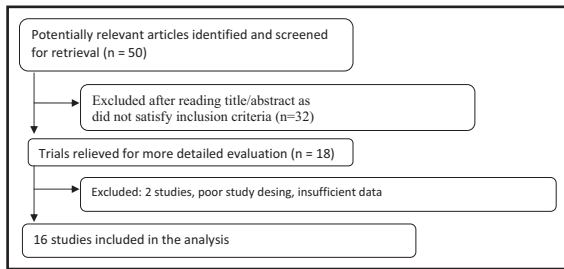 Potentially relevant articles identified and screened
for retrieval (n = 50)
Excluded after reading title/abstract as
did not satisfy inclusion criteria (n=32)
Trials relieved for more detailed evaluation (n = 18)
Excluded: 2 studies, poor study desing, insufficient data
16 studies included in the analysis